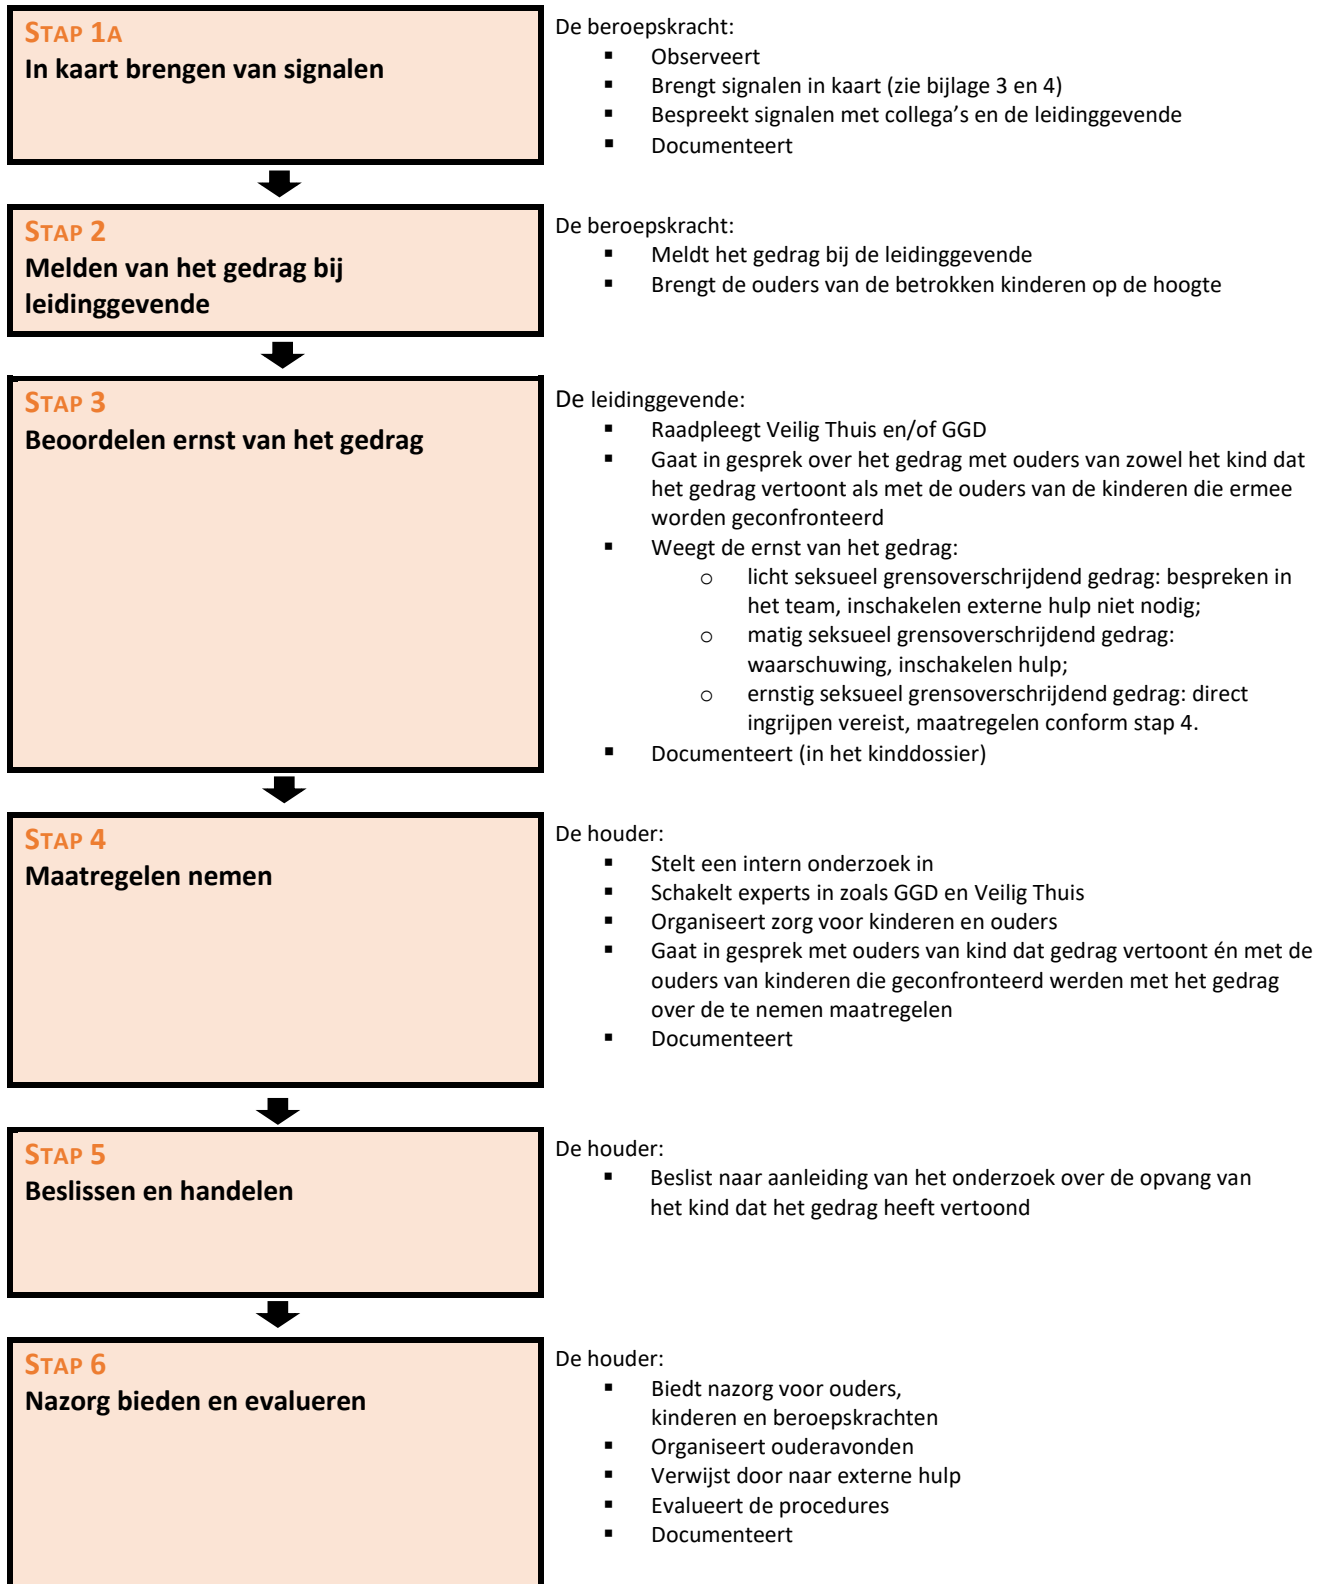 STAP 1A
In kaart brengen van signalen
De beroepskracht:
▪ Observeert
▪ Brengt signalen in kaart (zie bijlage 3 en 4)
▪ Bespreekt signalen met collega’s en de leidinggevende
▪ Documenteert
STAP 2
Melden van het gedrag bij
leidinggevende
De beroepskracht:
▪ Meldt het gedrag bij de leidinggevende
▪ Brengt de ouders van de betrokken kinderen op de hoogte
STAP 3
Beoordelen ernst van het gedrag
De leidinggevende:
▪ Raadpleegt Veilig Thuis en/of GGD
▪ Gaat in gesprek over het gedrag met ouders van zowel het kind dat
het gedrag vertoont als met de ouders van de kinderen die ermee
worden geconfronteerd
▪ Weegt de ernst van het gedrag:
o licht seksueel grensoverschrijdend gedrag: bespreken in
het team, inschakelen externe hulp niet nodig;
o matig seksueel grensoverschrijdend gedrag:
waarschuwing, inschakelen hulp;
o ernstig seksueel grensoverschrijdend gedrag: direct
ingrijpen vereist, maatregelen conform stap 4.
▪ Documenteert (in het kinddossier)
STAP 4
Maatregelen nemen
De houder:
▪ Stelt een intern onderzoek in
▪ Schakelt experts in zoals GGD en Veilig Thuis
▪ Organiseert zorg voor kinderen en ouders
▪ Gaat in gesprek met ouders van kind dat gedrag vertoont én met de
ouders van kinderen die geconfronteerd werden met het gedrag
over de te nemen maatregelen
▪ Documenteert
STAP 5
Beslissen en handelen
De houder:
▪ Beslist naar aanleiding van het onderzoek over de opvang van
het kind dat het gedrag heeft vertoond
STAP 6
Nazorg bieden en evalueren
De houder:
▪ Biedt nazorg voor ouders,
kinderen en beroepskrachten
▪ Organiseert ouderavonden
▪ Verwijst door naar externe hulp
▪ Evalueert de procedures
▪ Documenteert